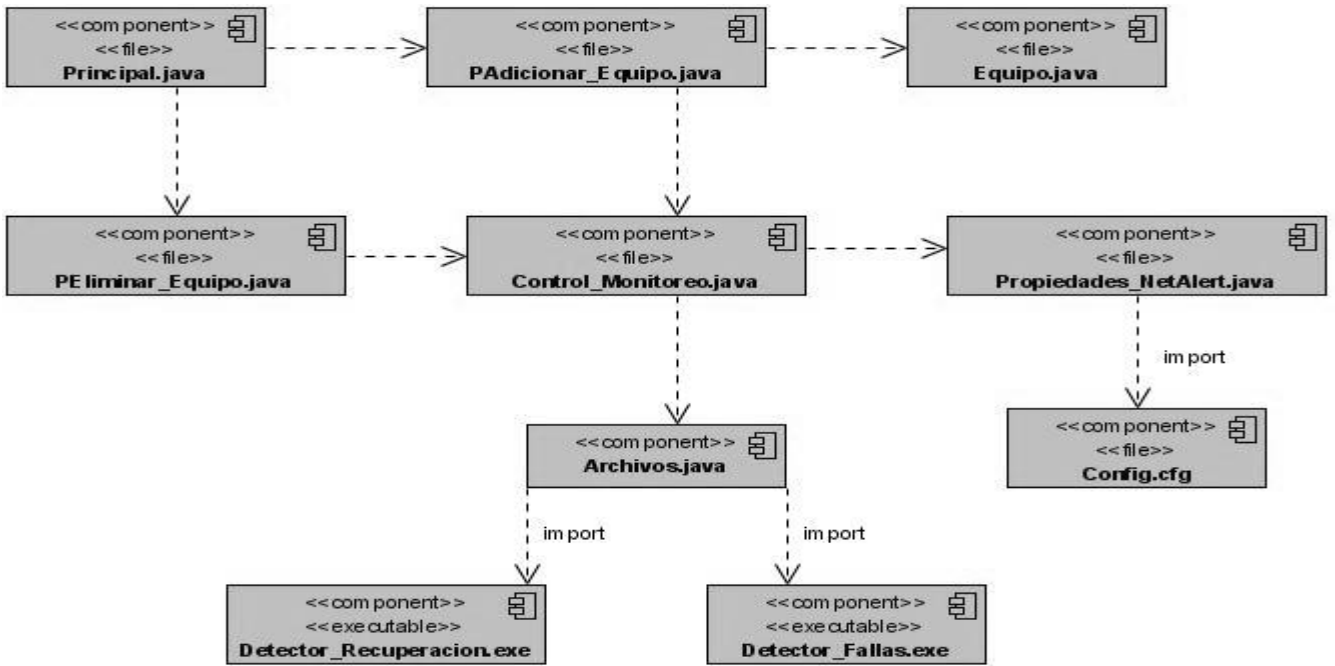 <<component>>
<<file>>
Principal.java
<<component>>
<<file>>
PAdicionar_Equipo.java
<<component>>
<<file>>
Equipo.java
<<component>>
<<file>>
PEliminar_Equipo.java
<<component>>
<<file>>
Control_Monitoreo.java
<<component>>
<<file>>
Propiedades_NetAlert.java
import
<<component>>
Archivos.java
<<component>>
<<file>>
Config.cfg
import
import
<<component>>
<<executable>>
Detector_Recuperacion.exe
<<component>>
<<executable>>
Detector_Fallas.exe